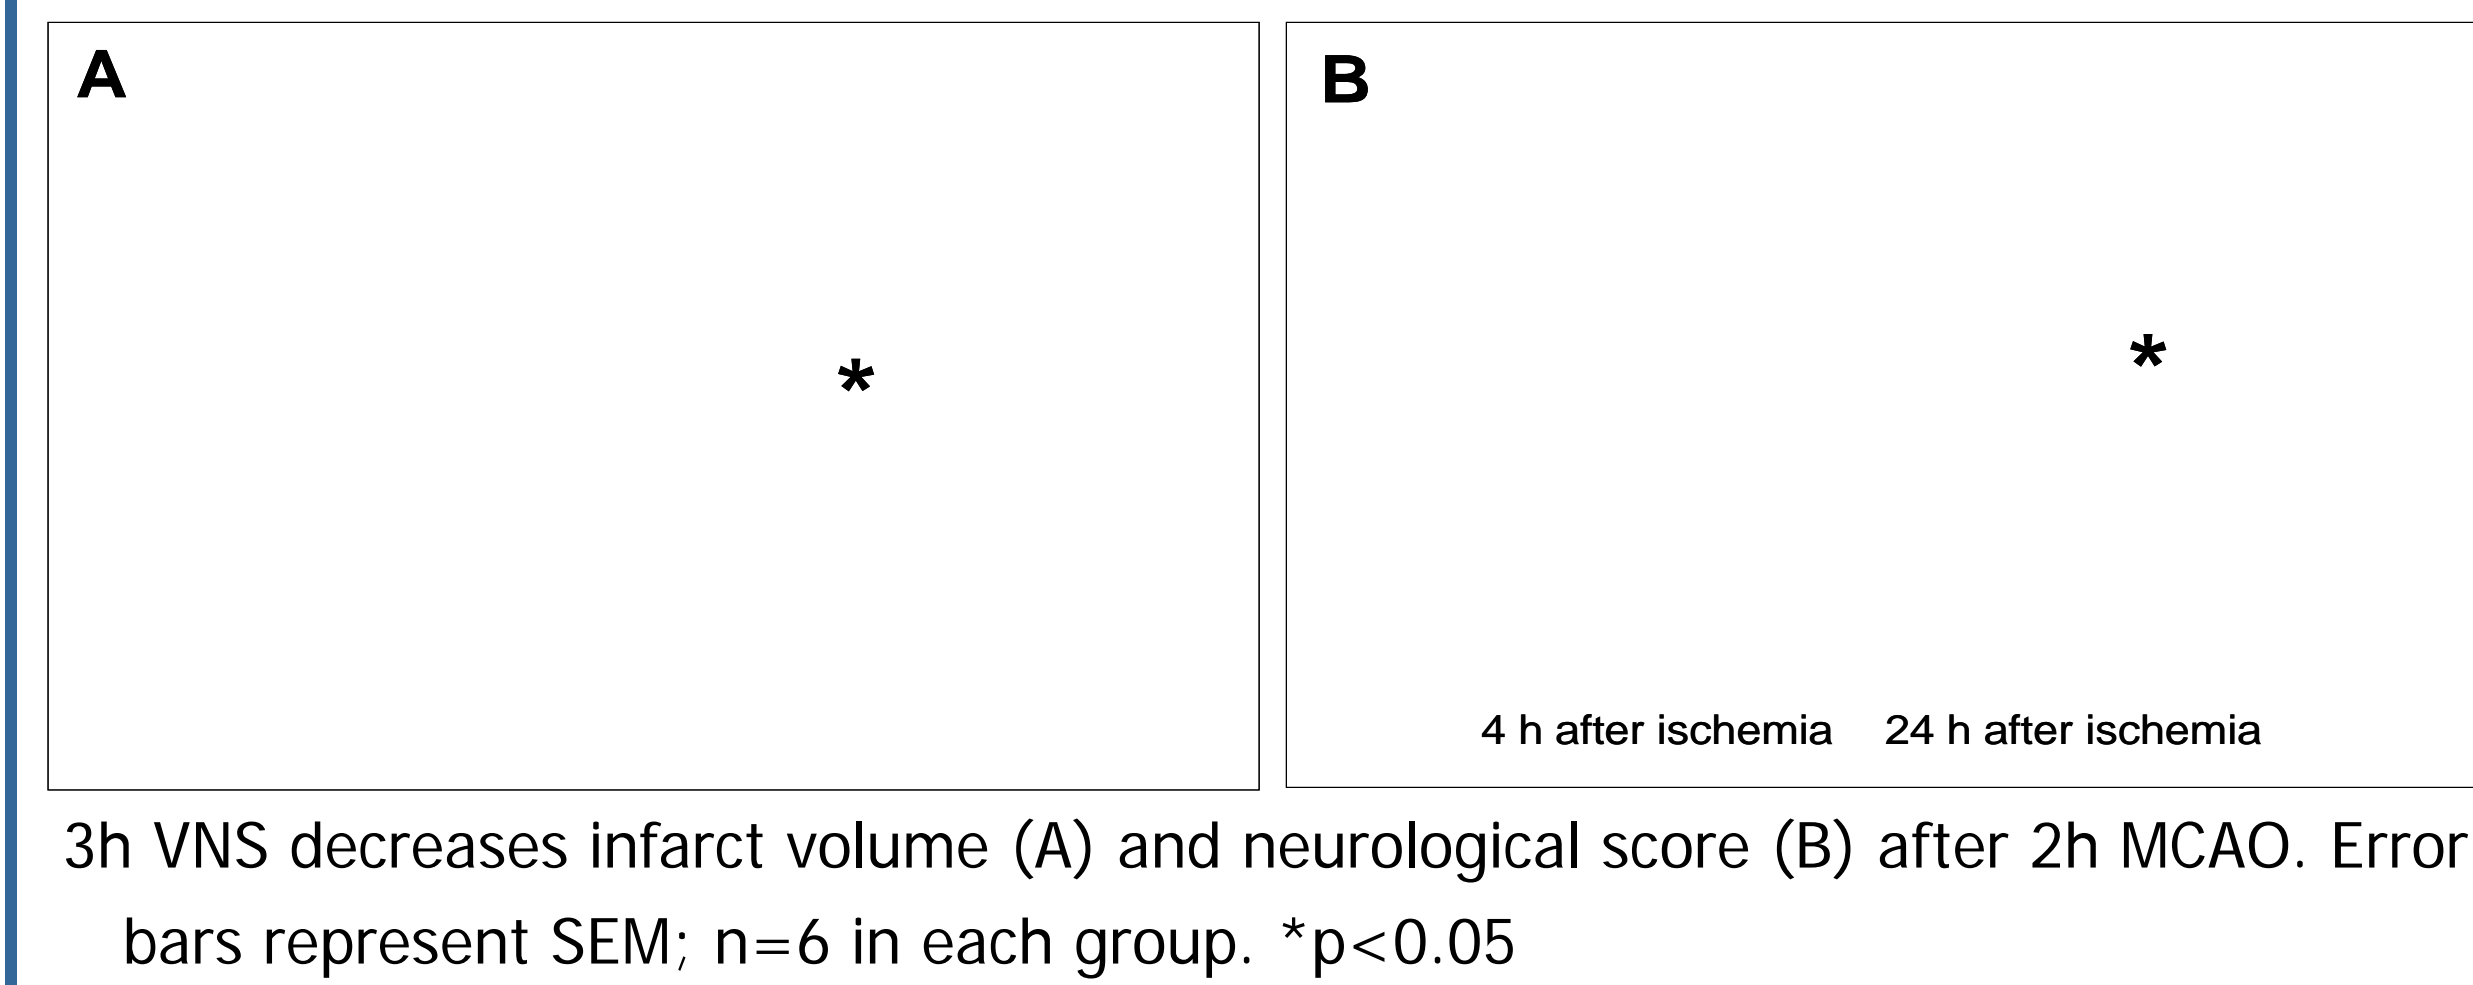 A
B
*
*
4 h after ischemia 24 h after ischemia
3h VNS decreases infarct volume (A) and neurological score (B) after 2h MCAO. Error
bars represent SEM; n=6 in each group. *p<0.05